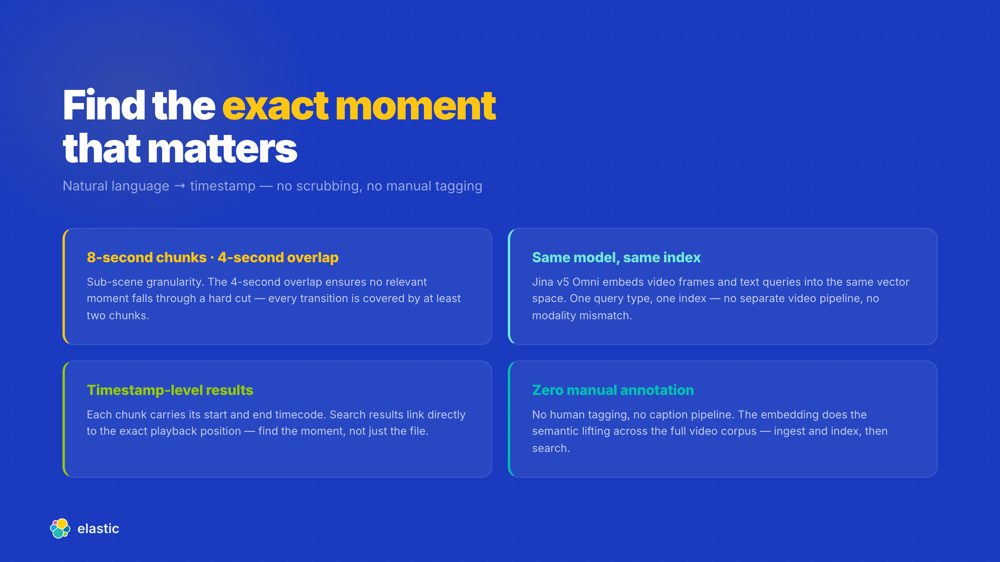 Find the exact moment
that matters
Natural language → timestamp — no scrubbing, no manual tagging
8-second chunks · 4-second overlap
Sub-scene granularity. The 4-second overlap ensures no relevant
moment falls through a hard cut — every transition is covered by at least
two chunks.
Same model, same index
Jina v5 Omni embeds video frames and text queries into the same vector
space. One query type, one index — no separate video pipeline, no
modality mismatch.
Timestamp-level results
Each chunk carries its start and end timecode. Search results link directly
to the exact playback position — find the moment, not just the file.
Zero manual annotation
No human tagging, no caption pipeline. The embedding does the
semantic lifting across the full video corpus — ingest and index, then
search.
elastic